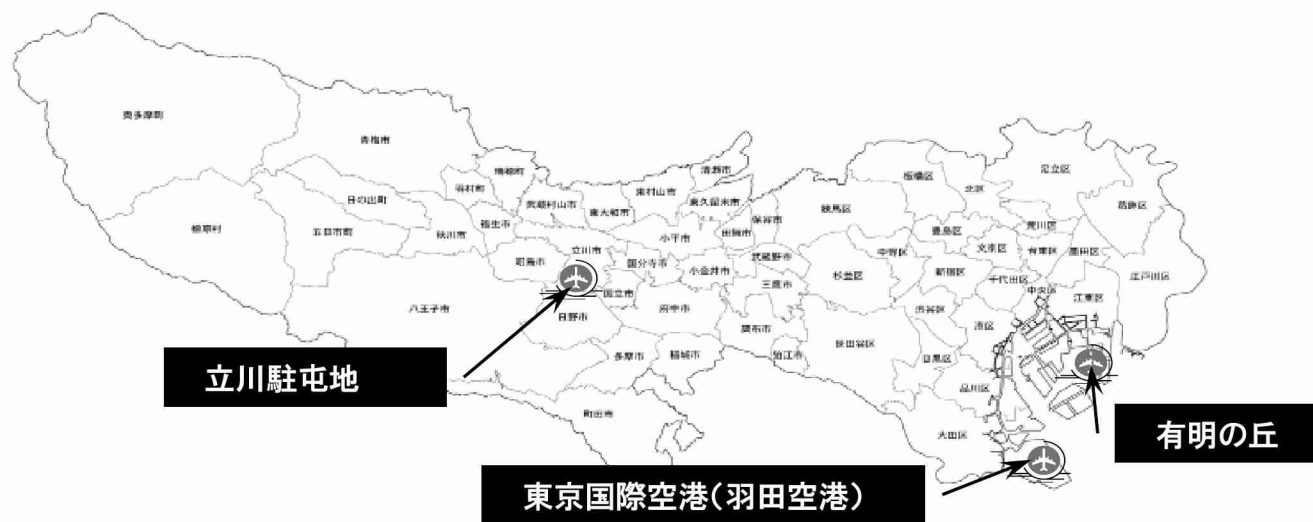 奥多摩町
青梅市
瑞穂町
清瀬市
足立区
板橋区
北区
羽村町
東村山市
日の出町
武蔵村山市
東大和市
東久留米市
葛飾区
練馬区
保谷市
福生市
田無市
荒川区
檜原村
五日市町
秋川市
小平市
豊島区
文京区
台東区
墨田区
立川市
昭島市
国分寺市
武蔵野市
中野区
小金井市
新宿区
江戸川区
杉並区
千代田区
三鷹市
中央区
国立市
江東区
八王子市
府中市
渋谷区
日野市
港区
調布市
世田谷区
多摩市
稲城市
狛江市
目黒区
立川駐屯地
品川区
町田市
大田区
有明の丘
東京国際空港(羽田空港)